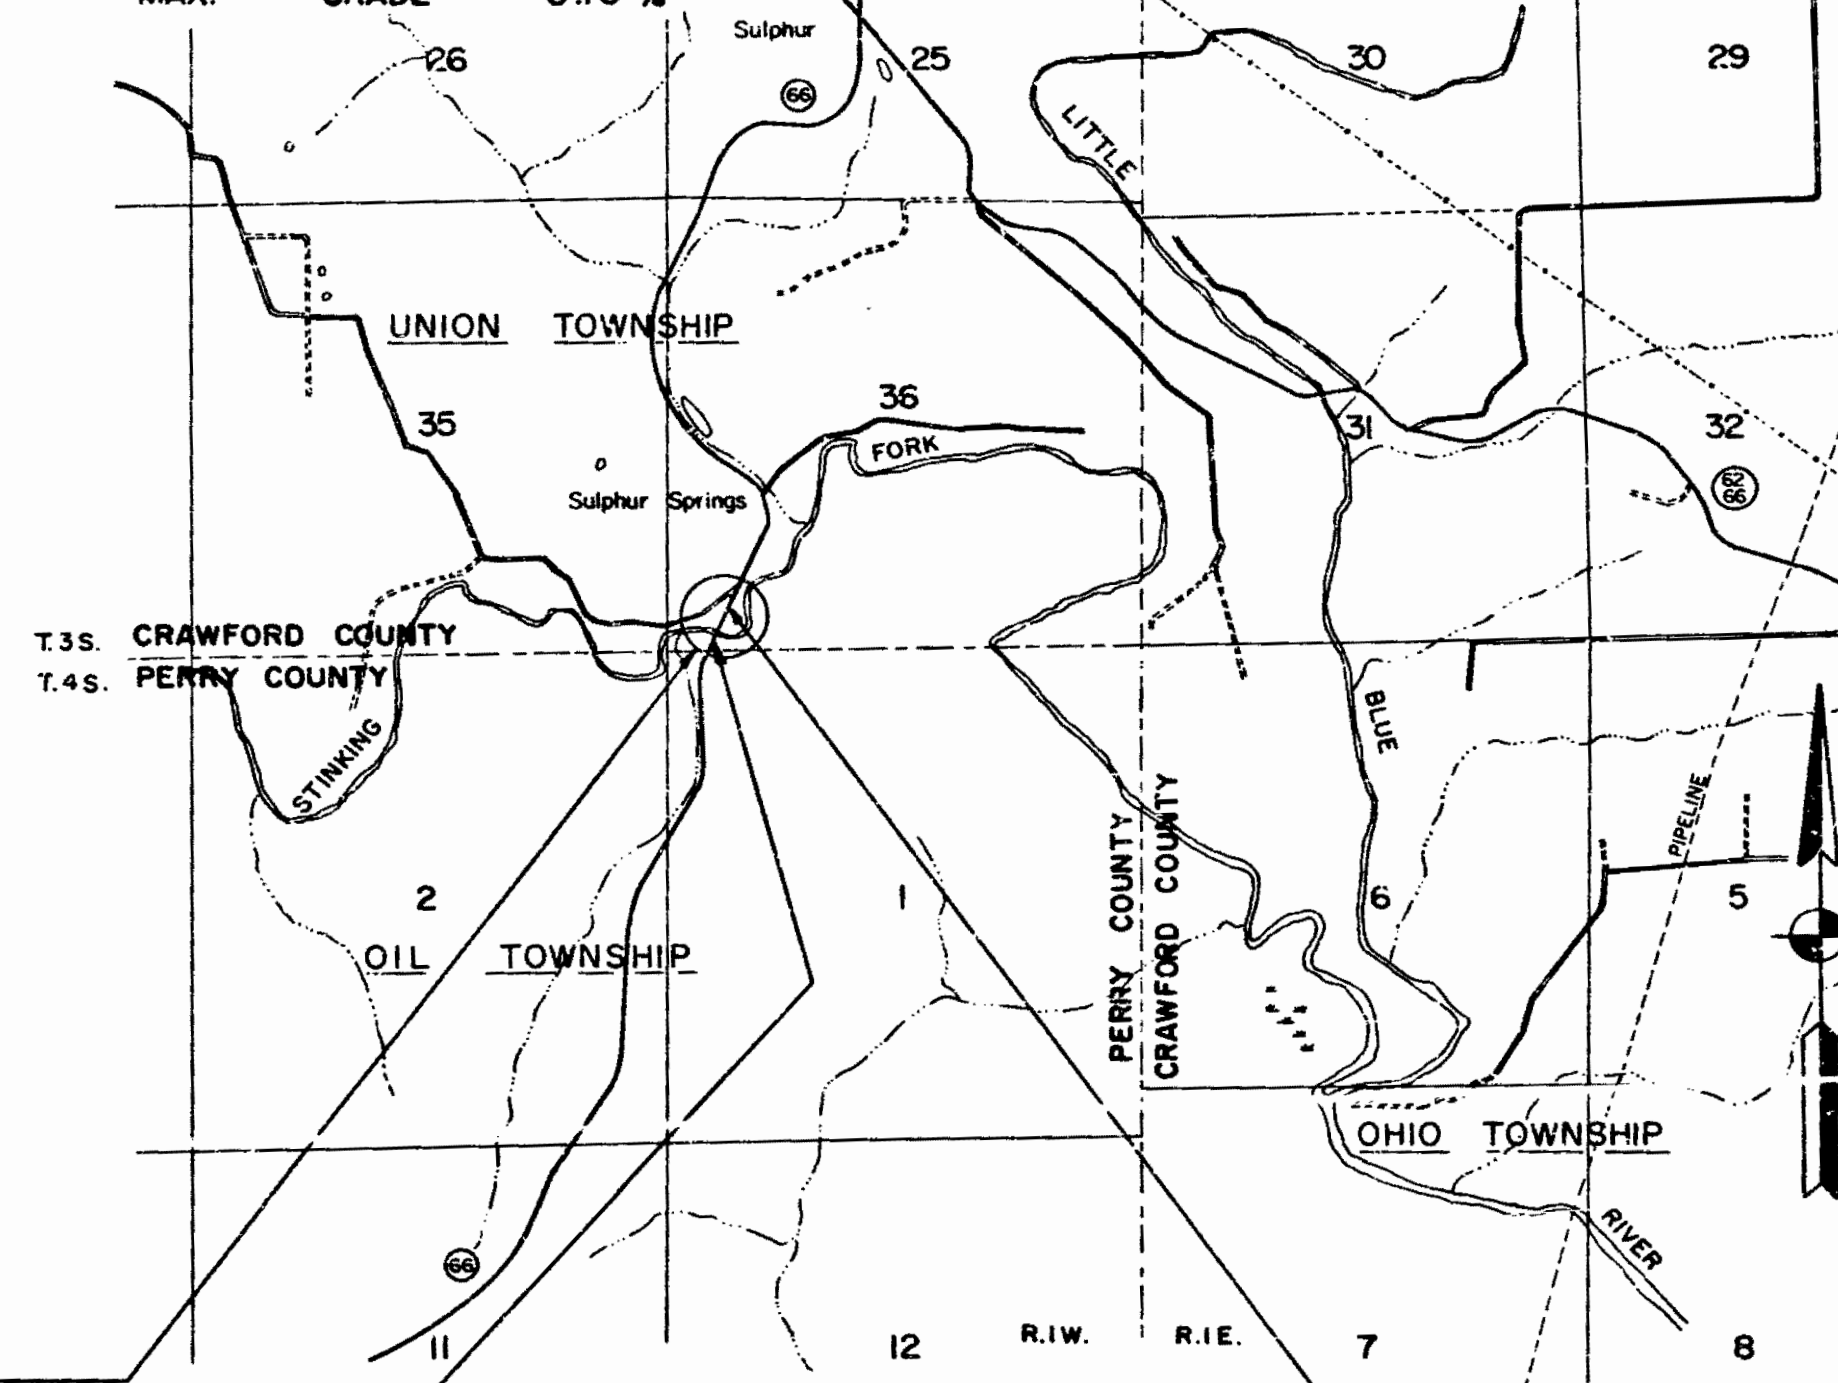 MAX. GRADE
Sulphur
26
25
30
29
66
LITTLE
UNION TOWNSHIP
36
35
31
32
FORK
62
66
Sulphur Springs
T.3S. CRAWFORD COUNTY
T.4S. PERRY COUNTY
STINKING
BLUE
PIPELINE
PERRY COUNTY
CRAWFORD COUNTY
2
1
6
5
OIL TOWNSHIP
OHIO TOWNSHIP
RIVER
66
11
12
R.1W.
R.1E.
7
8